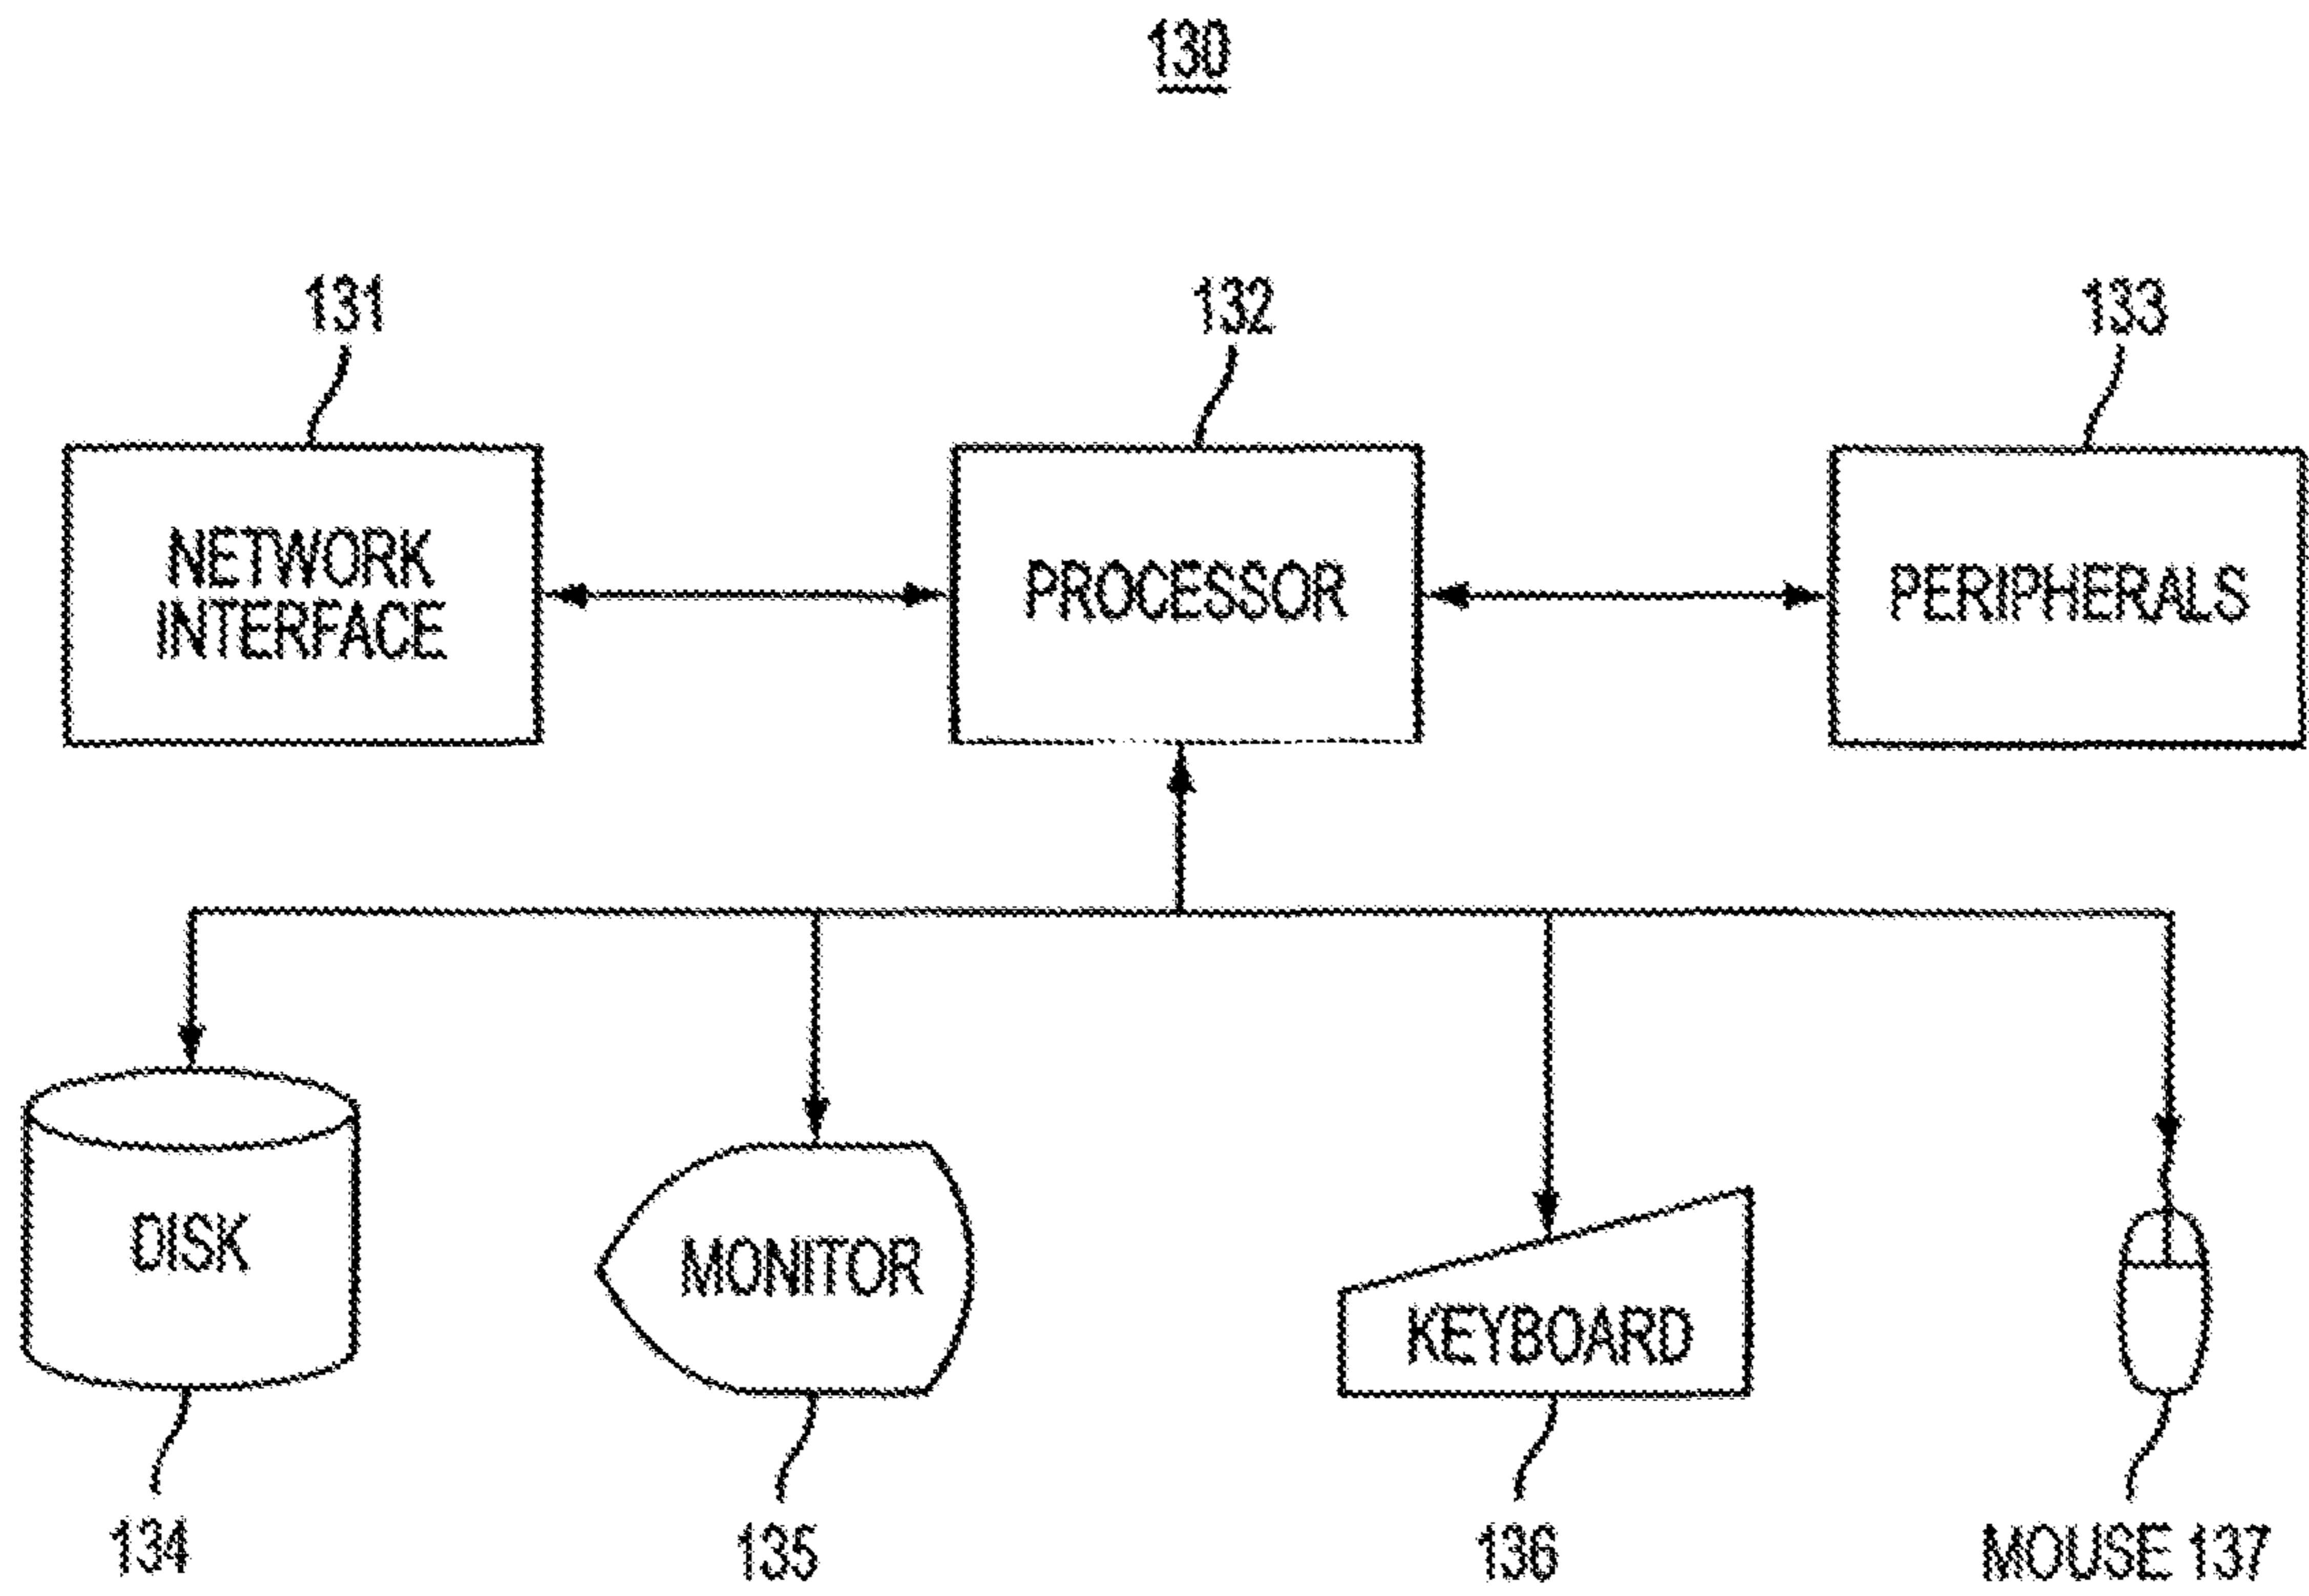 130
131
132
133
NETWORK
INTERFACE
PROCESSOR
PERIPHERALS
DISK
MONITOR
KEYBOARD
134
135
136
MOUSE 137